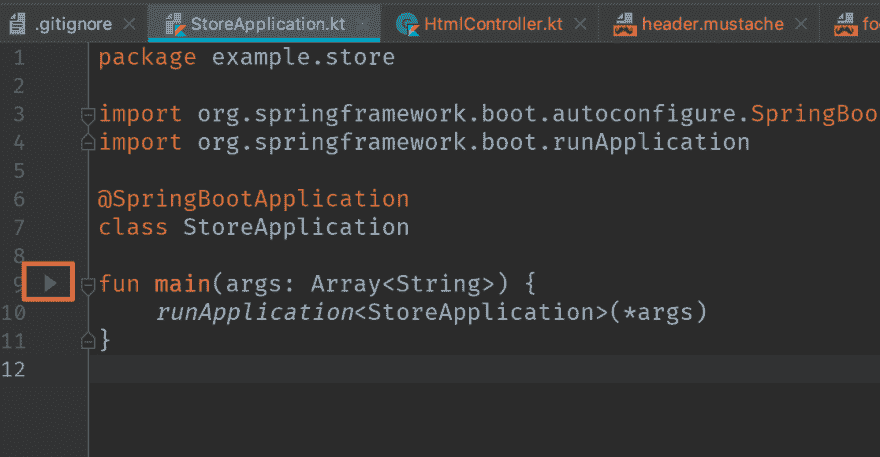 .gitignore StoreApplication.kt HtmlController.kt header.mustache
1 package example.store
2
3 import org.springframework.boot.autoconfigure.
4 import org.springframework.boot.runApplication
5
6 @SpringBootApplication
7 class StoreApplication
8
9 fun main(args: Array<String>) {
10 runApplication<StoreApplication>(*args)
11 }
12